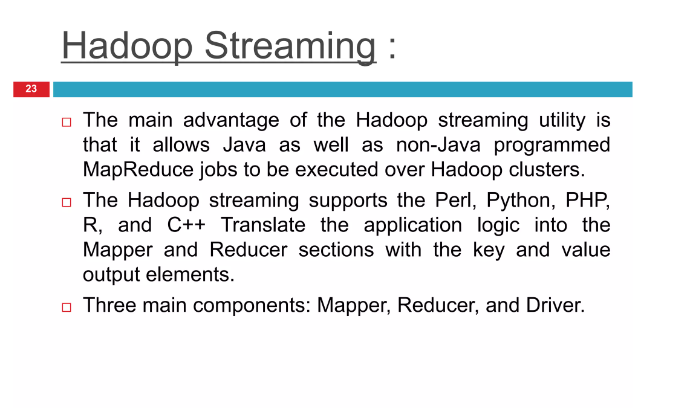 Hadoop Streaming :
23
The main advantage of the Hadoop streaming utility is
that it allows Java as well as non-Java programmed
MapReduce jobs to be executed over Hadoop clusters.
The Hadoop streaming supports the Perl, Python, PHP,
R, and C++ Translate the application logic into the
Mapper and Reducer sections with the key and value
output elements.
Three main components: Mapper, Reducer, and Driver.